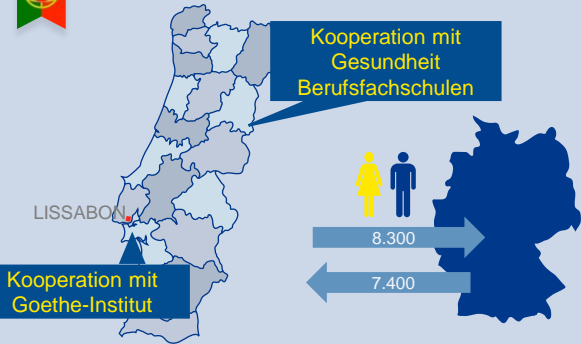 Kooperation mit
Gesundheit
Berufsfachschulen
LISSABON
8.300
7.400
Kooperation mit
Goethe-Institut